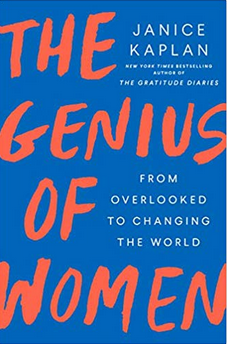 THE
GENIUS
OF
WOMEN
JANICE
KAPLAN
NEW YORK TIMES BESTSELLING
AUTHOR OF
THE GRATITUDE DIARIES
FROM
OVERLOOKED
TO CHANGING
THE WORLD